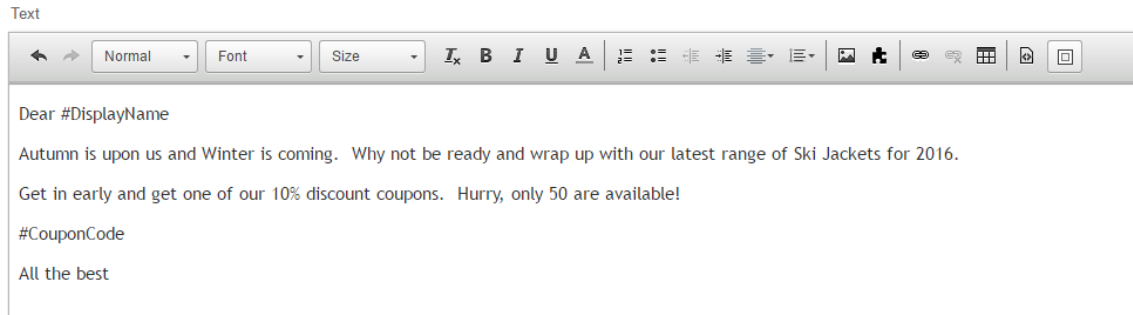 Text
Normal Font Size Ix B I U A
Dear #DisplayName
Autumn is upon us and Winter is coming.  Why not be ready and wrap up with our latest range of Ski Jackets for 2016.
Get in early and get one of our 10% discount coupons.  Hurry, only 50 are available!
#CouponCode
All the best